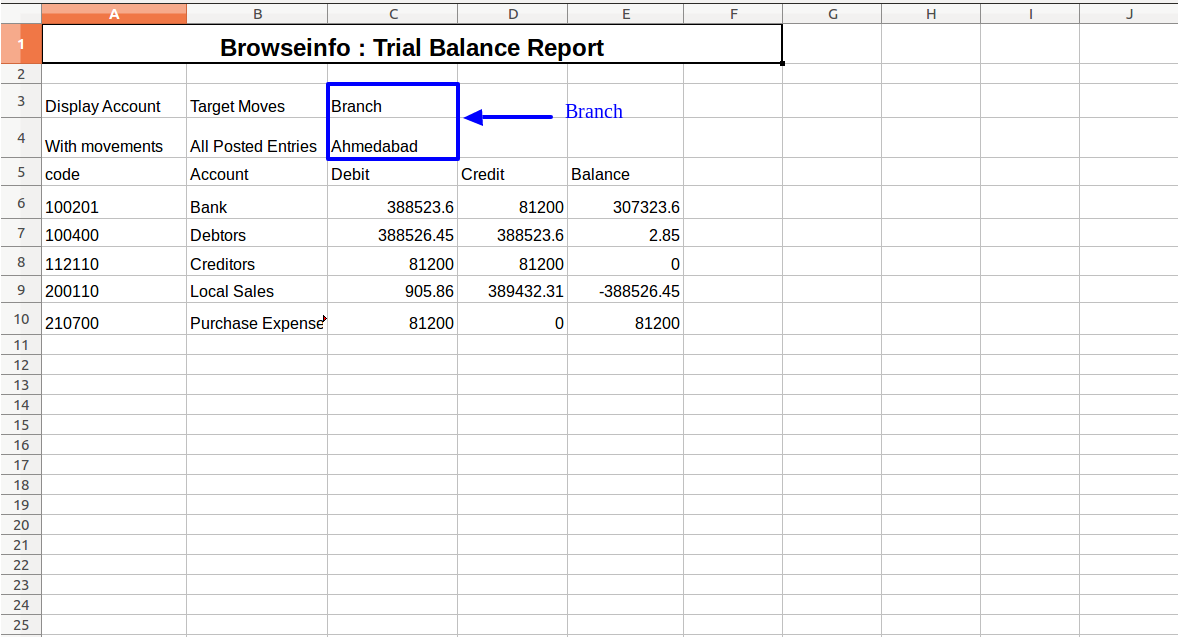 A B C D E F G H I J
1 Browseinfo : Trial Balance Report
2
3 Display Account Target Moves Branch Branch
4 With movements All Posted Entries Ahmedabad
5 code Account Debit Credit Balance
6 100201 Bank 388523.6 81200 307323.6
7 100400 Debtors 388526.45 388523.6 2.85
8 112110 Creditors 81200 81200 0
9 200110 Local Sales 905.86 389432.31 -388526.45
10 210700 Purchase Expense 81200 0 81200
11
12
13
14
15
16
17
18
19
20
21
22
23
24
25